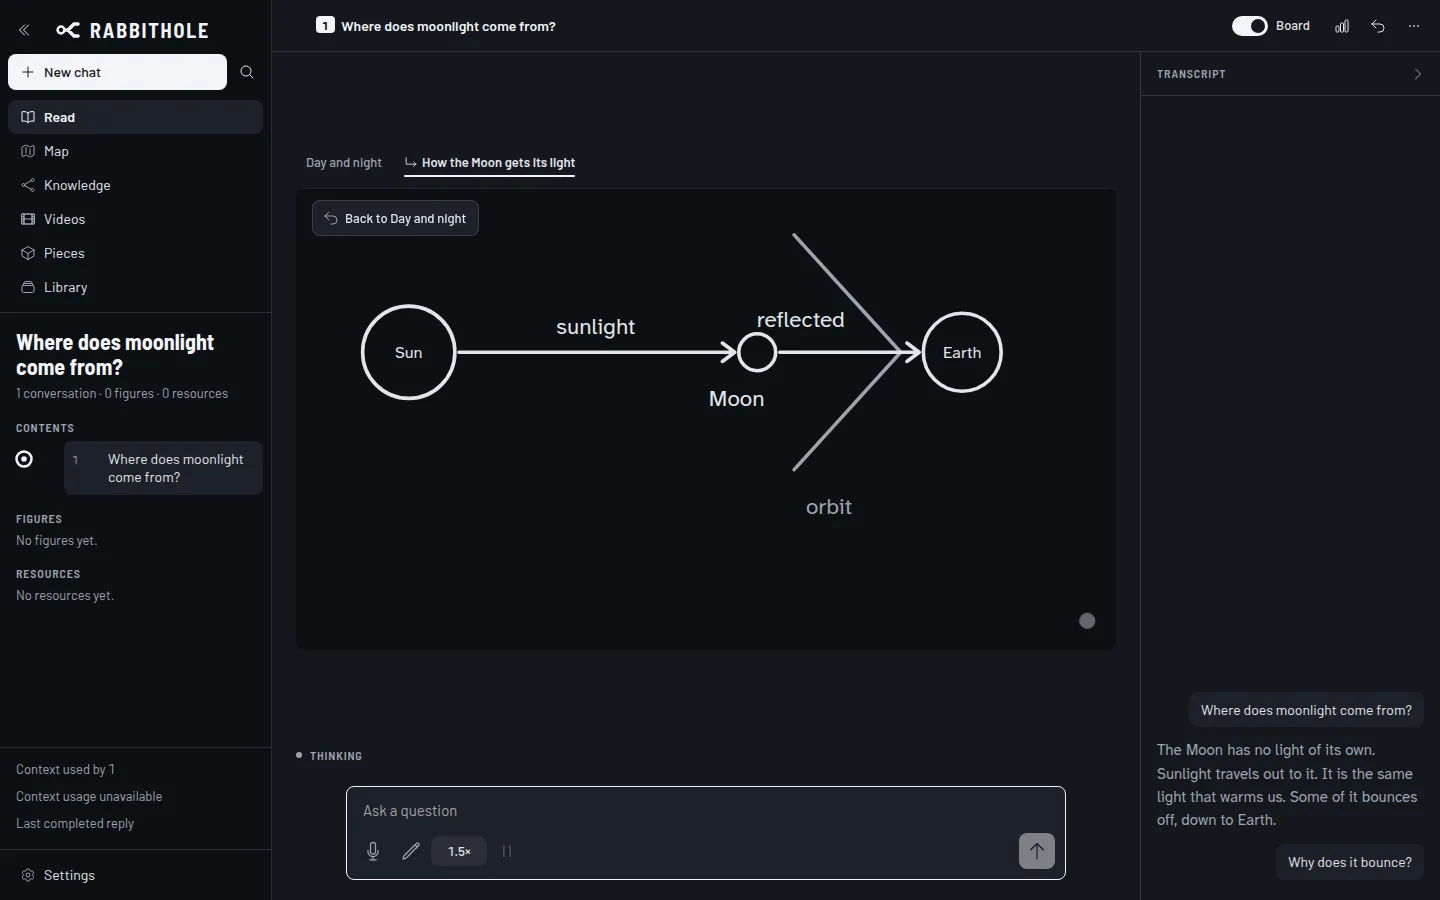 RABBITHOLE
New chat
Read
Map
Knowledge
Videos
Pieces
Library
Where does moonlight
come from?
1 conversation · 0 figures · 0 resources
CONTENTS
1 Where does moonlight
come from?
FIGURES
No figures yet.
RESOURCES
No resources yet.
Context used by 1
Context usage unavailable
Last completed reply
Settings
1 Where does moonlight come from?
Board
Day and night
How the Moon gets its light
Back to Day and night
Sun
sunlight
reflected
Moon
Earth
orbit
THINKING
Ask a question
1.5×
TRANSCRIPT
Where does moonlight come from?
The Moon has no light of its own.
Sunlight travels out to it. It is the same
light that warms us. Some of it bounces
off, down to Earth.
Why does it bounce?